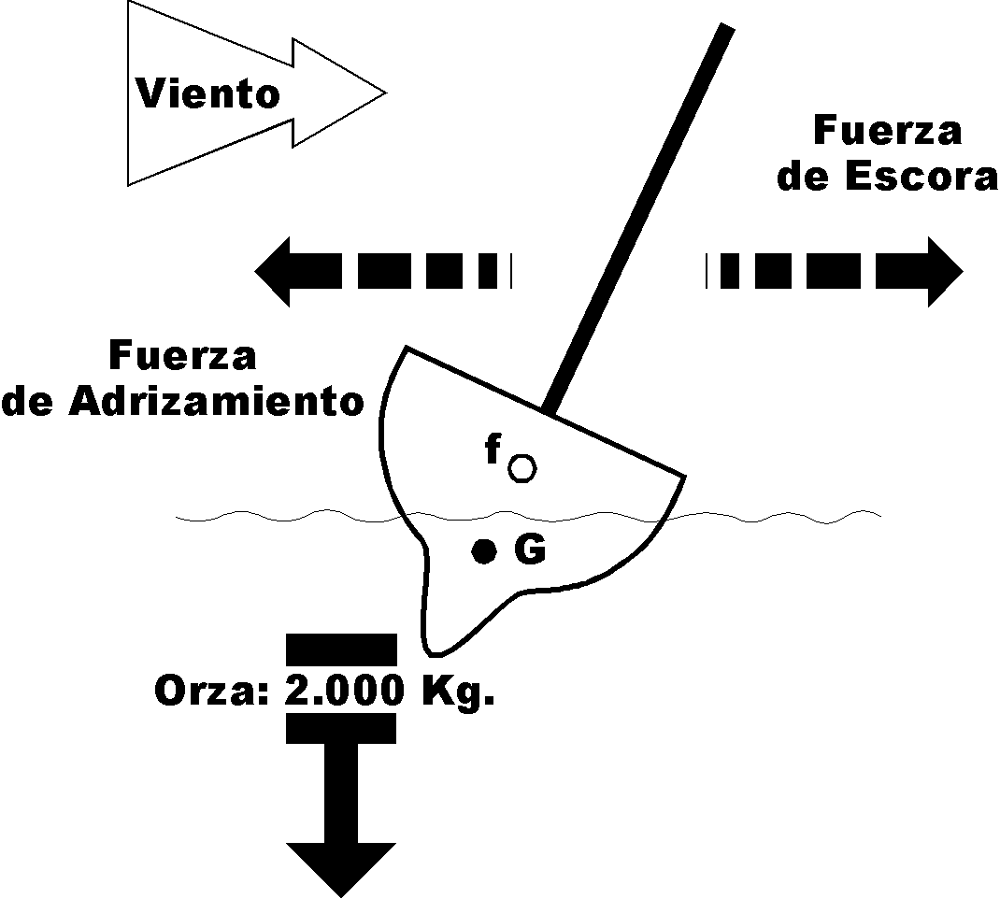 Viento
Fuerza
de Escora
Fuerza
de Adrizamiento
f
G
Orza: 2.000 Kg.